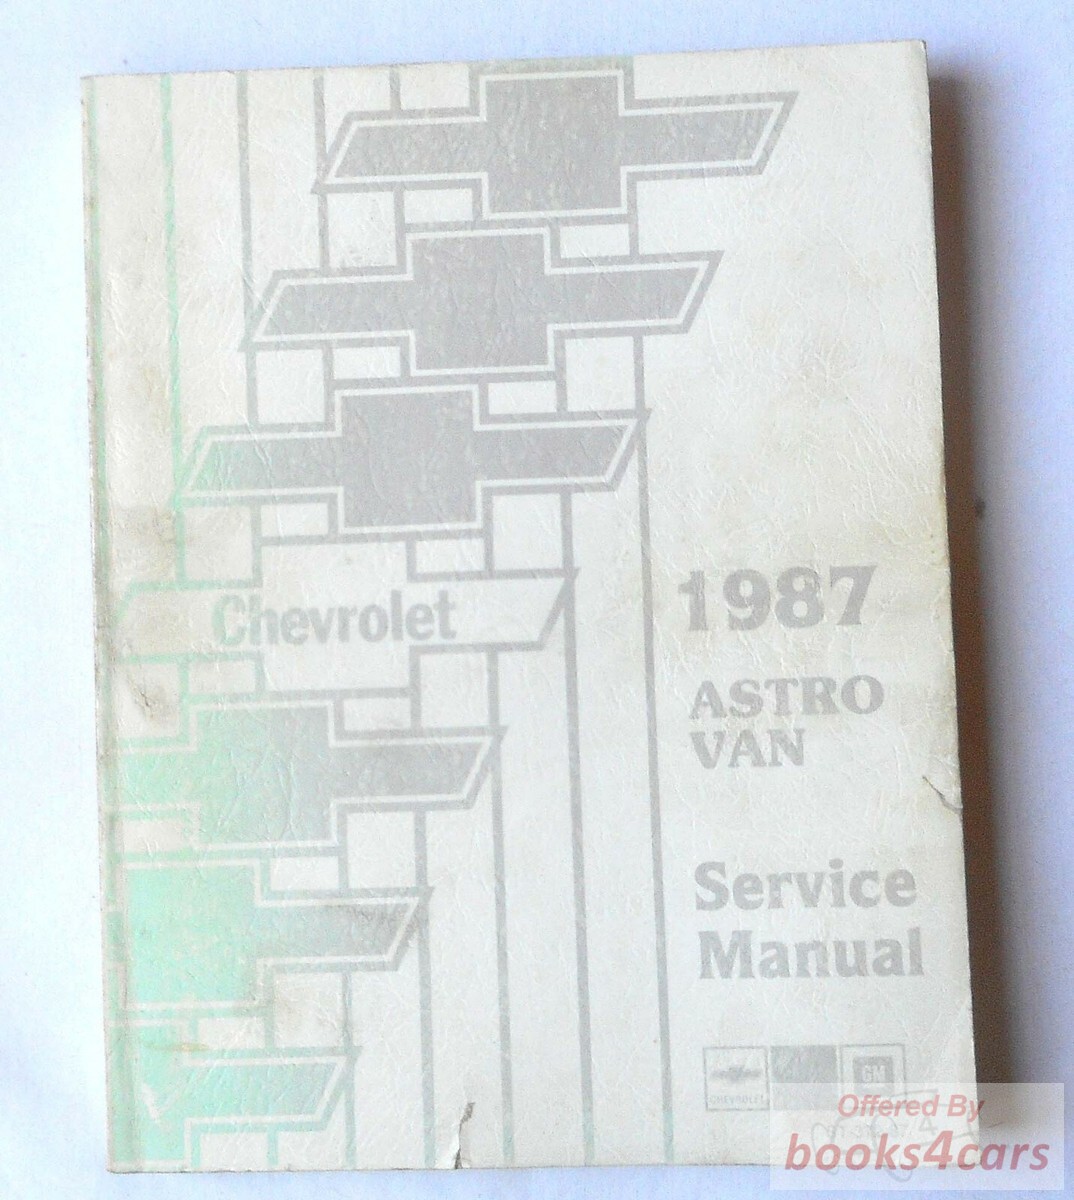 Chevrolet
1987
ASTRO
VAN
Service
Manual
CHEVROLET
GM
Offered By
books4cars